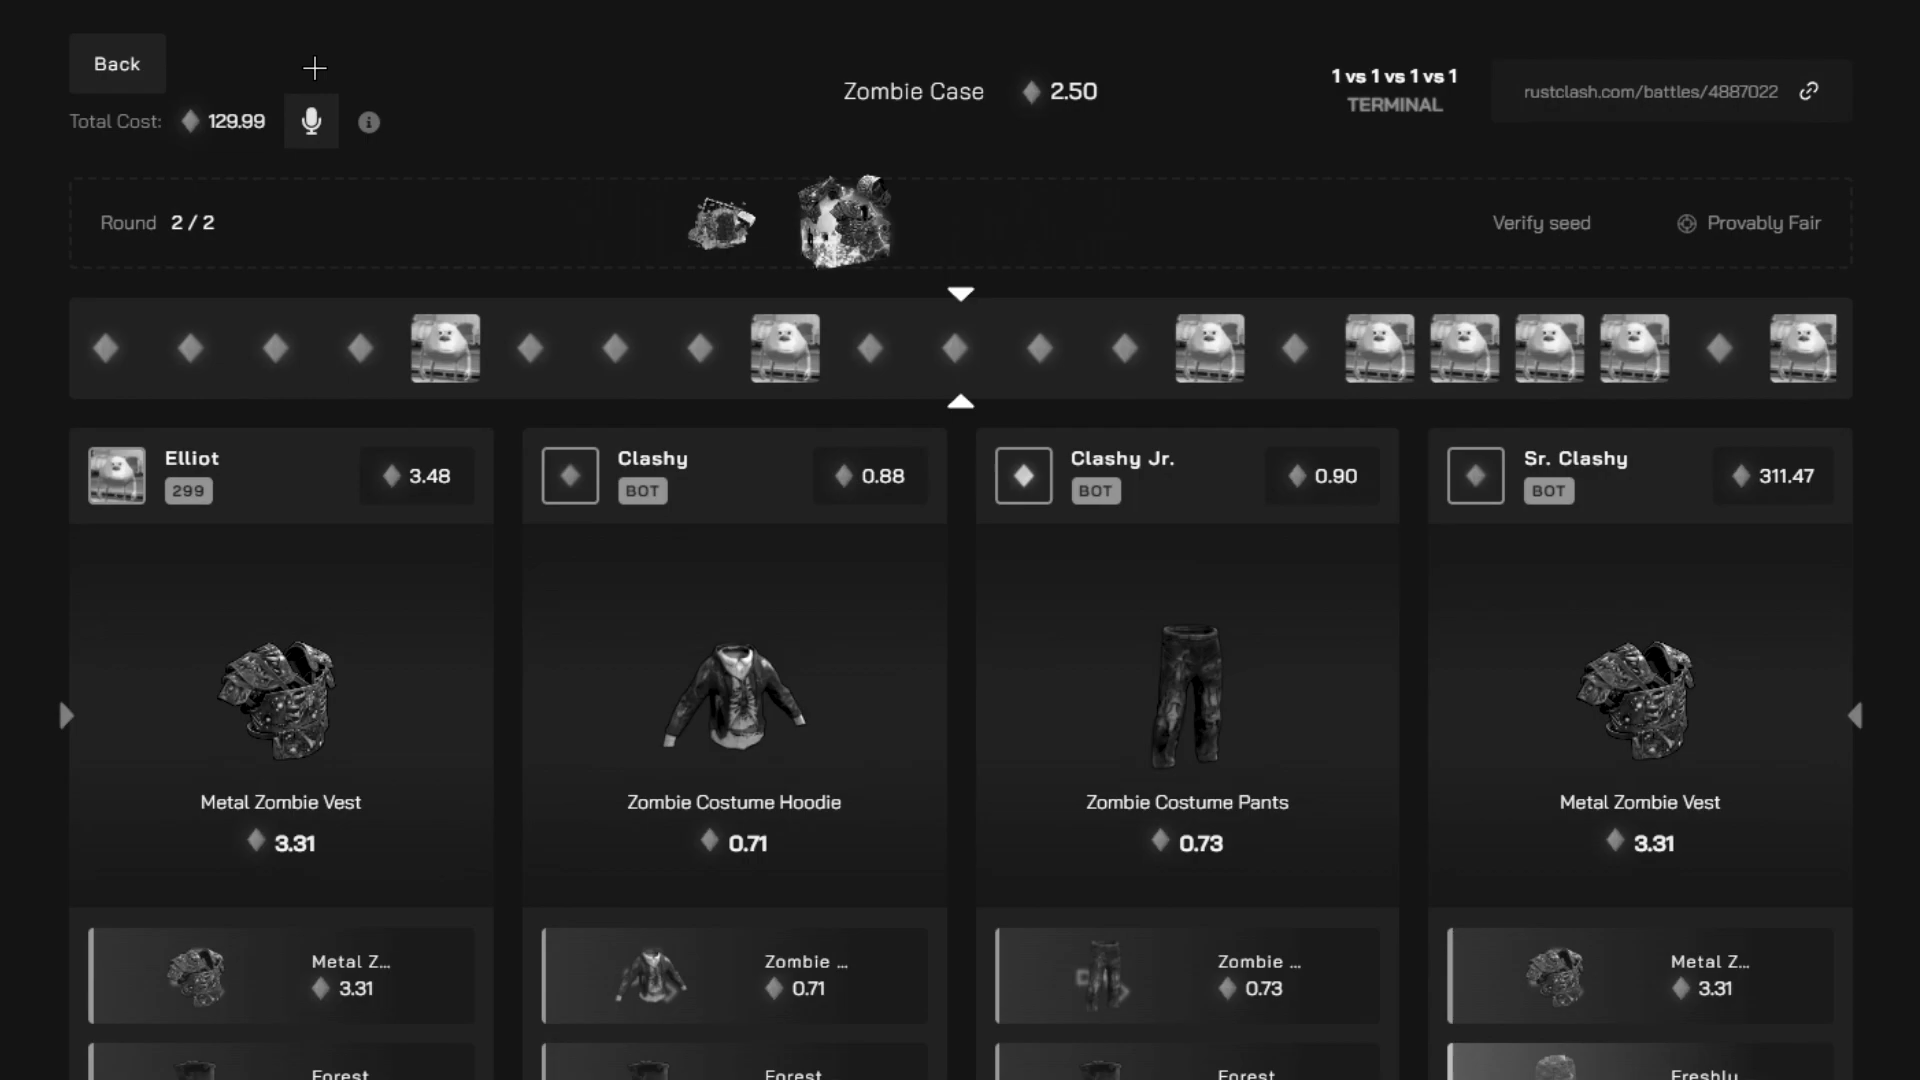 Back
Total Cost: 129.99
Zombie Case 2.50
1 vs 1 vs 1 vs 1
TERMINAL
rustclash.com/battles/4887022
Round 2 / 2
Verify seed
Provably Fair
Elliot
299
3.48
Clashy
BOT
0.88
Clashy Jr.
BOT
0.90
Sr. Clashy
BOT
311.47
Metal Zombie Vest
3.31
Zombie Costume Hoodie
0.71
Zombie Costume Pants
0.73
Metal Zombie Vest
3.31
Metal Z...
3.31
Zombie ...
0.71
Zombie ...
0.73
Metal Z...
3.31
Forest
Forest
Forest
Freshly